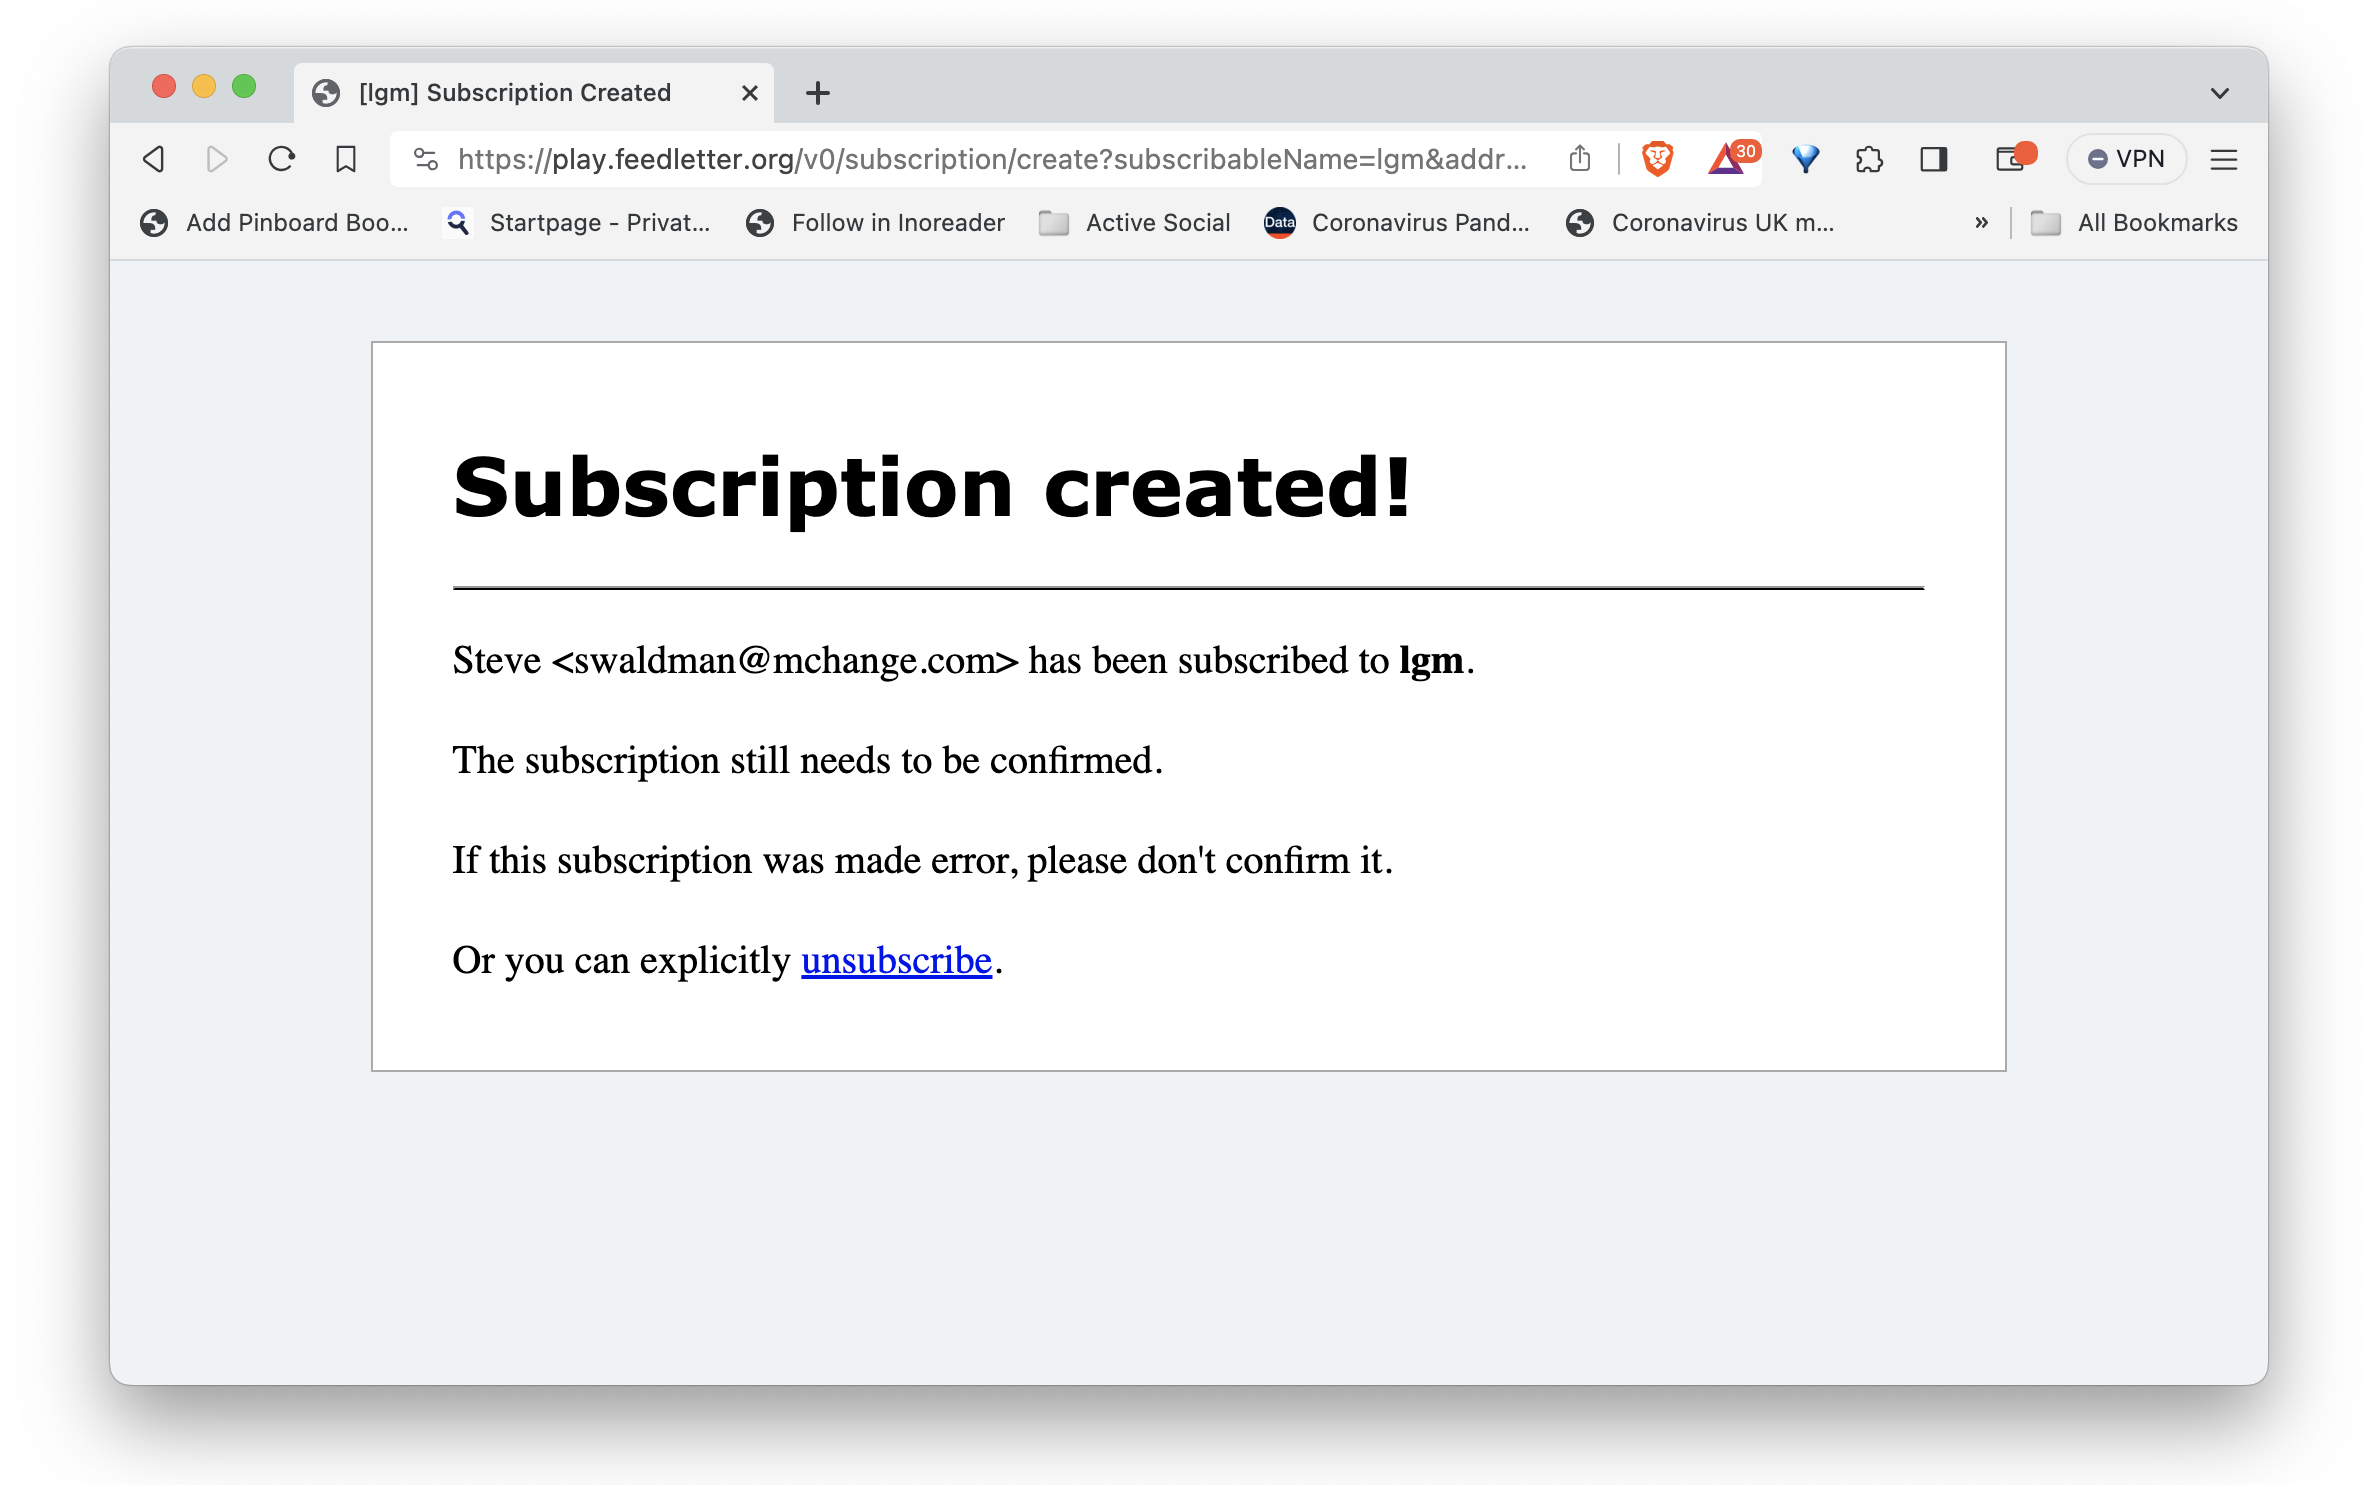 [lgm] Subscription Created
https://play.feedletter.org/v0/subscription/create?subscribableName=lgm&addr...
30
VPN
Add Pinboard Boo...
Startpage - Privat...
Follow in Inoreader
Active Social
Data
Coronavirus Pand...
Coronavirus UK m...
»
All Bookmarks
Subscription created!
Steve <swaldman@mchange.com> has been subscribed to lgm.
The subscription still needs to be confirmed.
If this subscription was made error, please don't confirm it.
Or you can explicitly unsubscribe.